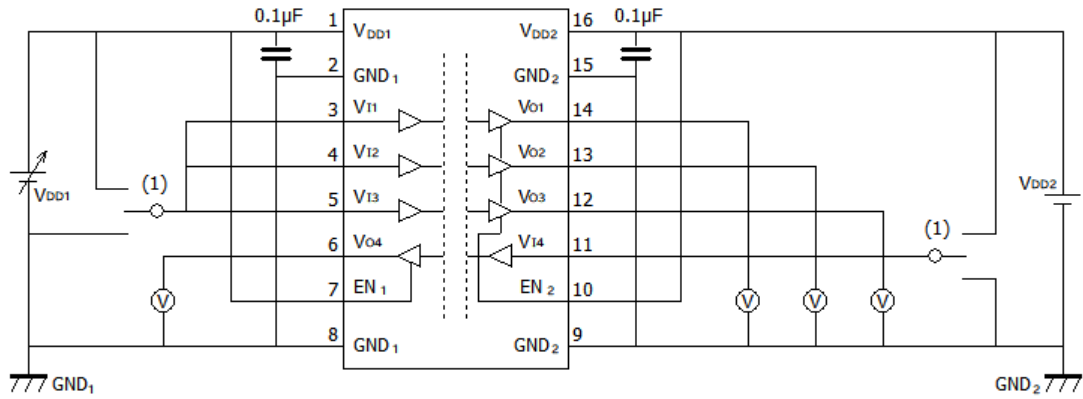 0.1μF 1 VDD1 VDD2 16 0.1μF
2 GND1 GND2 15
3 VI1 VO1 14
4 VI2 VO2 13
VDD1 (1) 5 VI3 VO3 12 VDD2
6 VO4 VI4 11 (1)
V 7 EN1 EN2 10 V V V
8 GND1 GND2 9
GND1 GND2